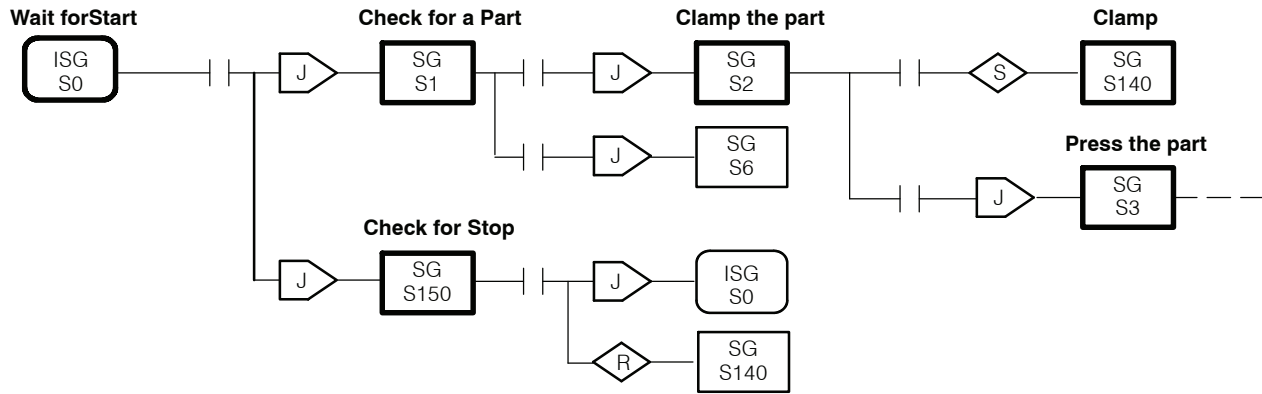 Wait forStart
ISG
S0
J
Check for a Part
SG
S1
J
Clamp the part
SG
S2
S
Clamp
SG
S140
J
SG
S6
J
Press the part
SG
S3
J
Check for Stop
SG
S150
J
ISG
S0
R
SG
S140